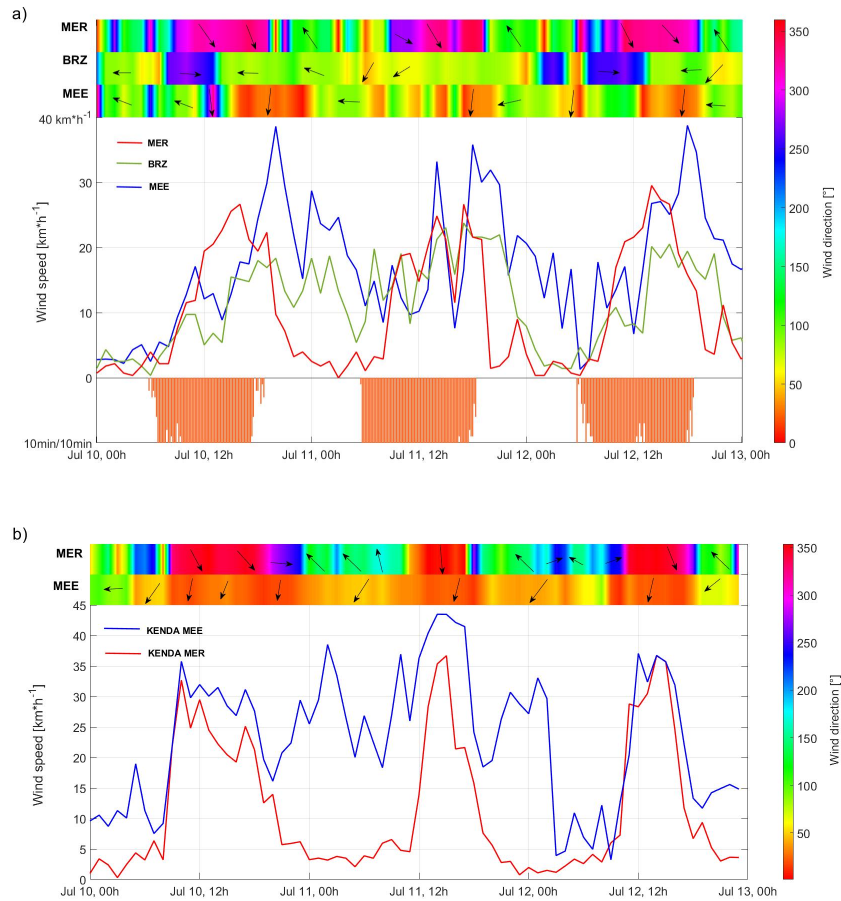 a)
MER
BRZ
MEE
40 km*h-1
MER
BRZ
MEE
30
20
10
0
10min/10min
Wind speed [km*h-1]
Jul 10, 00h
Jul 10, 12h
Jul 11, 00h
Jul 11, 12h
Jul 12, 00h
Jul 12, 12h
Jul 13, 00h
350
300
250
200
150
100
50
0
Wind direction [°]
b)
MER
MEE
45
40
35
30
25
20
15
10
5
0
KENDA MEE
KENDA MER
Wind speed [km*h-1]
Jul 10, 00h
Jul 10, 12h
Jul 11, 00h
Jul 11, 12h
Jul 12, 00h
Jul 12, 12h
Jul 13, 00h
350
300
250
200
150
100
50
Wind direction [°]